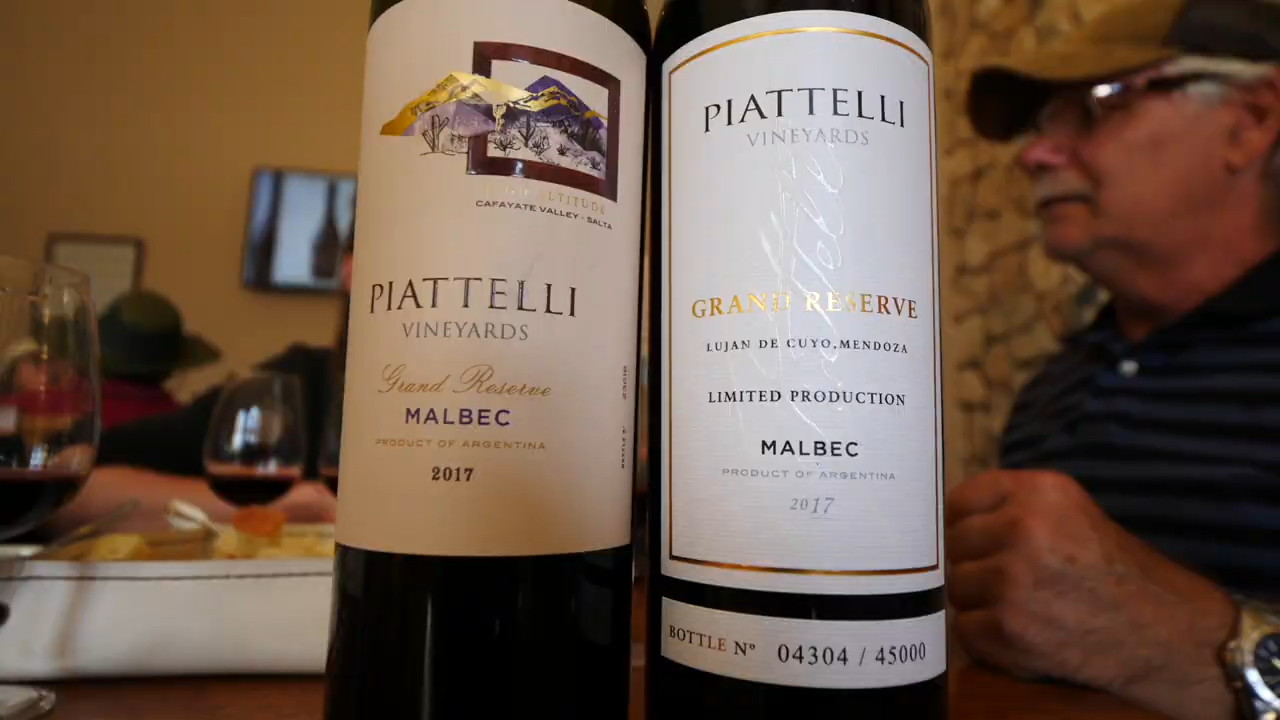 CAFAYATE VALLEY - SALTA
PIATTELLI
VINEYARDS
Grand Reserve
MALBEC
PRODUCT OF ARGENTINA
2017
PIATTELLI
VINEYARDS
GRAND RESERVE
LUJAN DE CUYO, MENDOZA
LIMITED PRODUCTION
MALBEC
PRODUCT OF ARGENTINA
2017
BOTTLE Nº 04304 / 45000